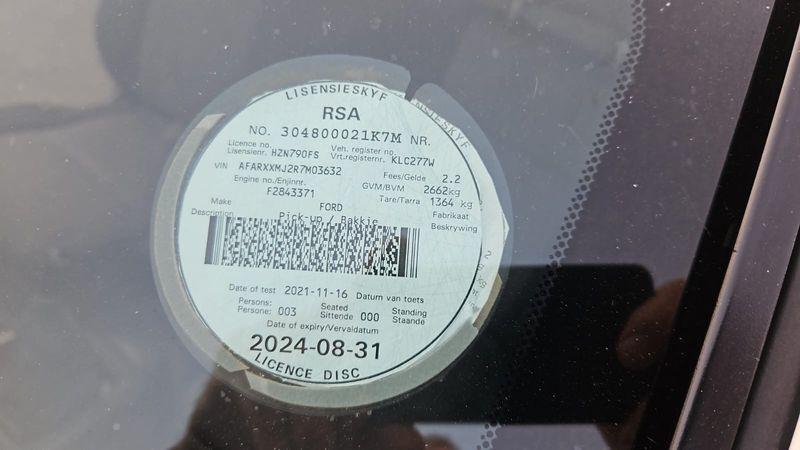 LISENSIESKYF
RSA
NO. 304800021K7M NR.
Licence no. Veh. register no.
Lisensienr. HZN790FS Vrt.registernr. KLC277W
VIN AFARXXMJ2R7M03632 Fees/Gelde 2.2
Engine no./Enjinnr. GVM/BVM 2662kg
F2843371 Tare/Tarra 1364 kg
Make FORD Fabrikaat
Description Pick-up / Bakkie Beskrywing
Date of test 2021-11-16 Datum van toets
Persons: Seated Standing
Persone: 003 Sittende 000 Staande
Date of expiry/Vervaldatum
2024-08-31
LICENCE DISC